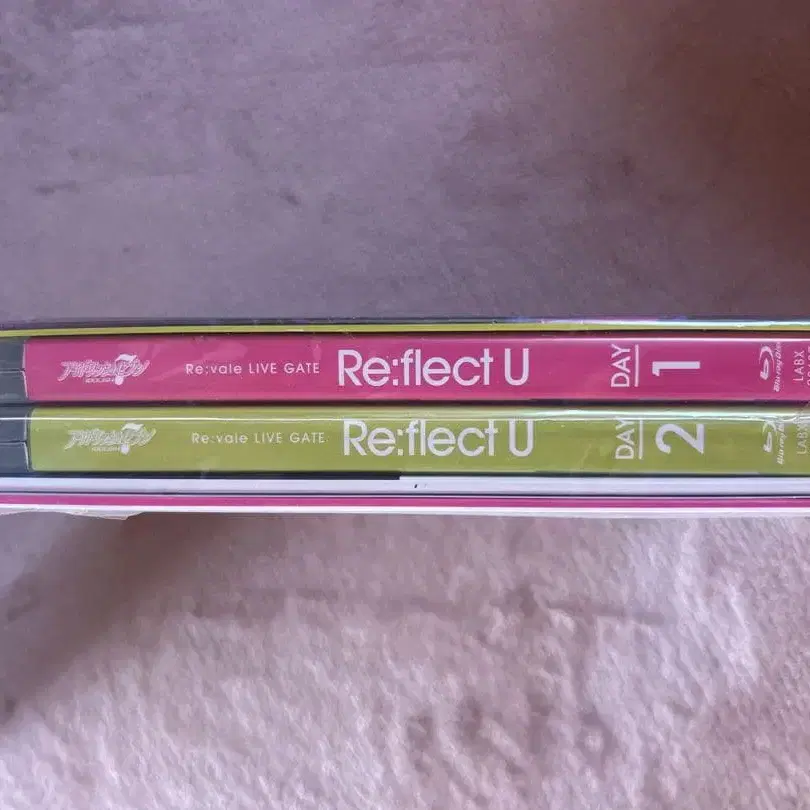 アイドリッシュセブン IDOLiSH7 Re:vale LIVE GATE Re:flect U DAY 1 Blu-ray Disc LABX
アイドリッシュセブン IDOLiSH7 Re:vale LIVE GATE Re:flect U DAY 2 Blu-ray Disc LABX